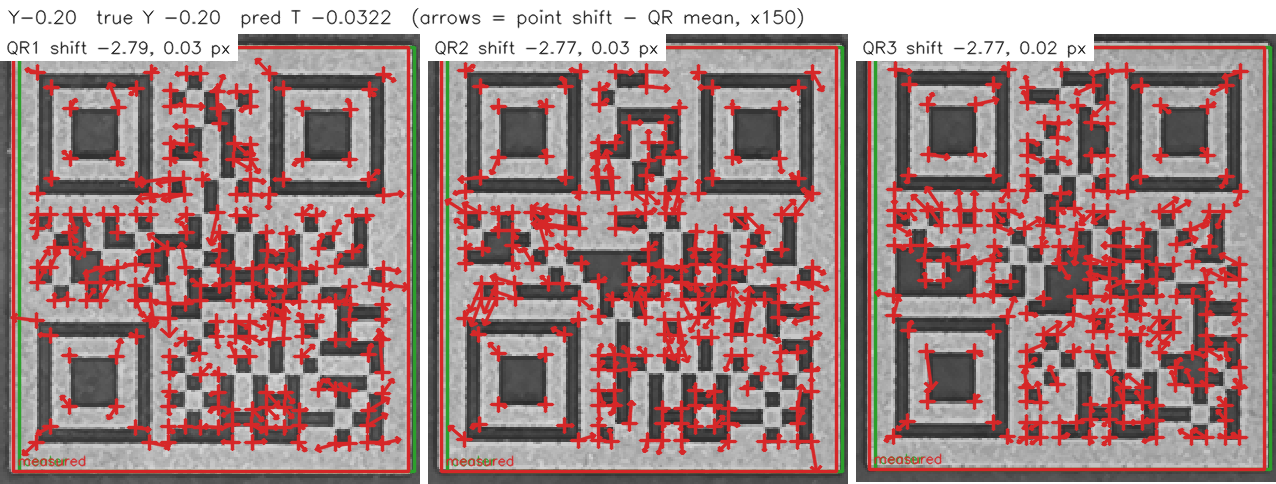 Y−0.20 true Y −0.20 pred T −0.0322 (arrows = point shift − QR mean, x150)
QR1 shift −2.79, 0.03 px
QR2 shift −2.77, 0.03 px
QR3 shift −2.77, 0.02 px
measured
measured
measured